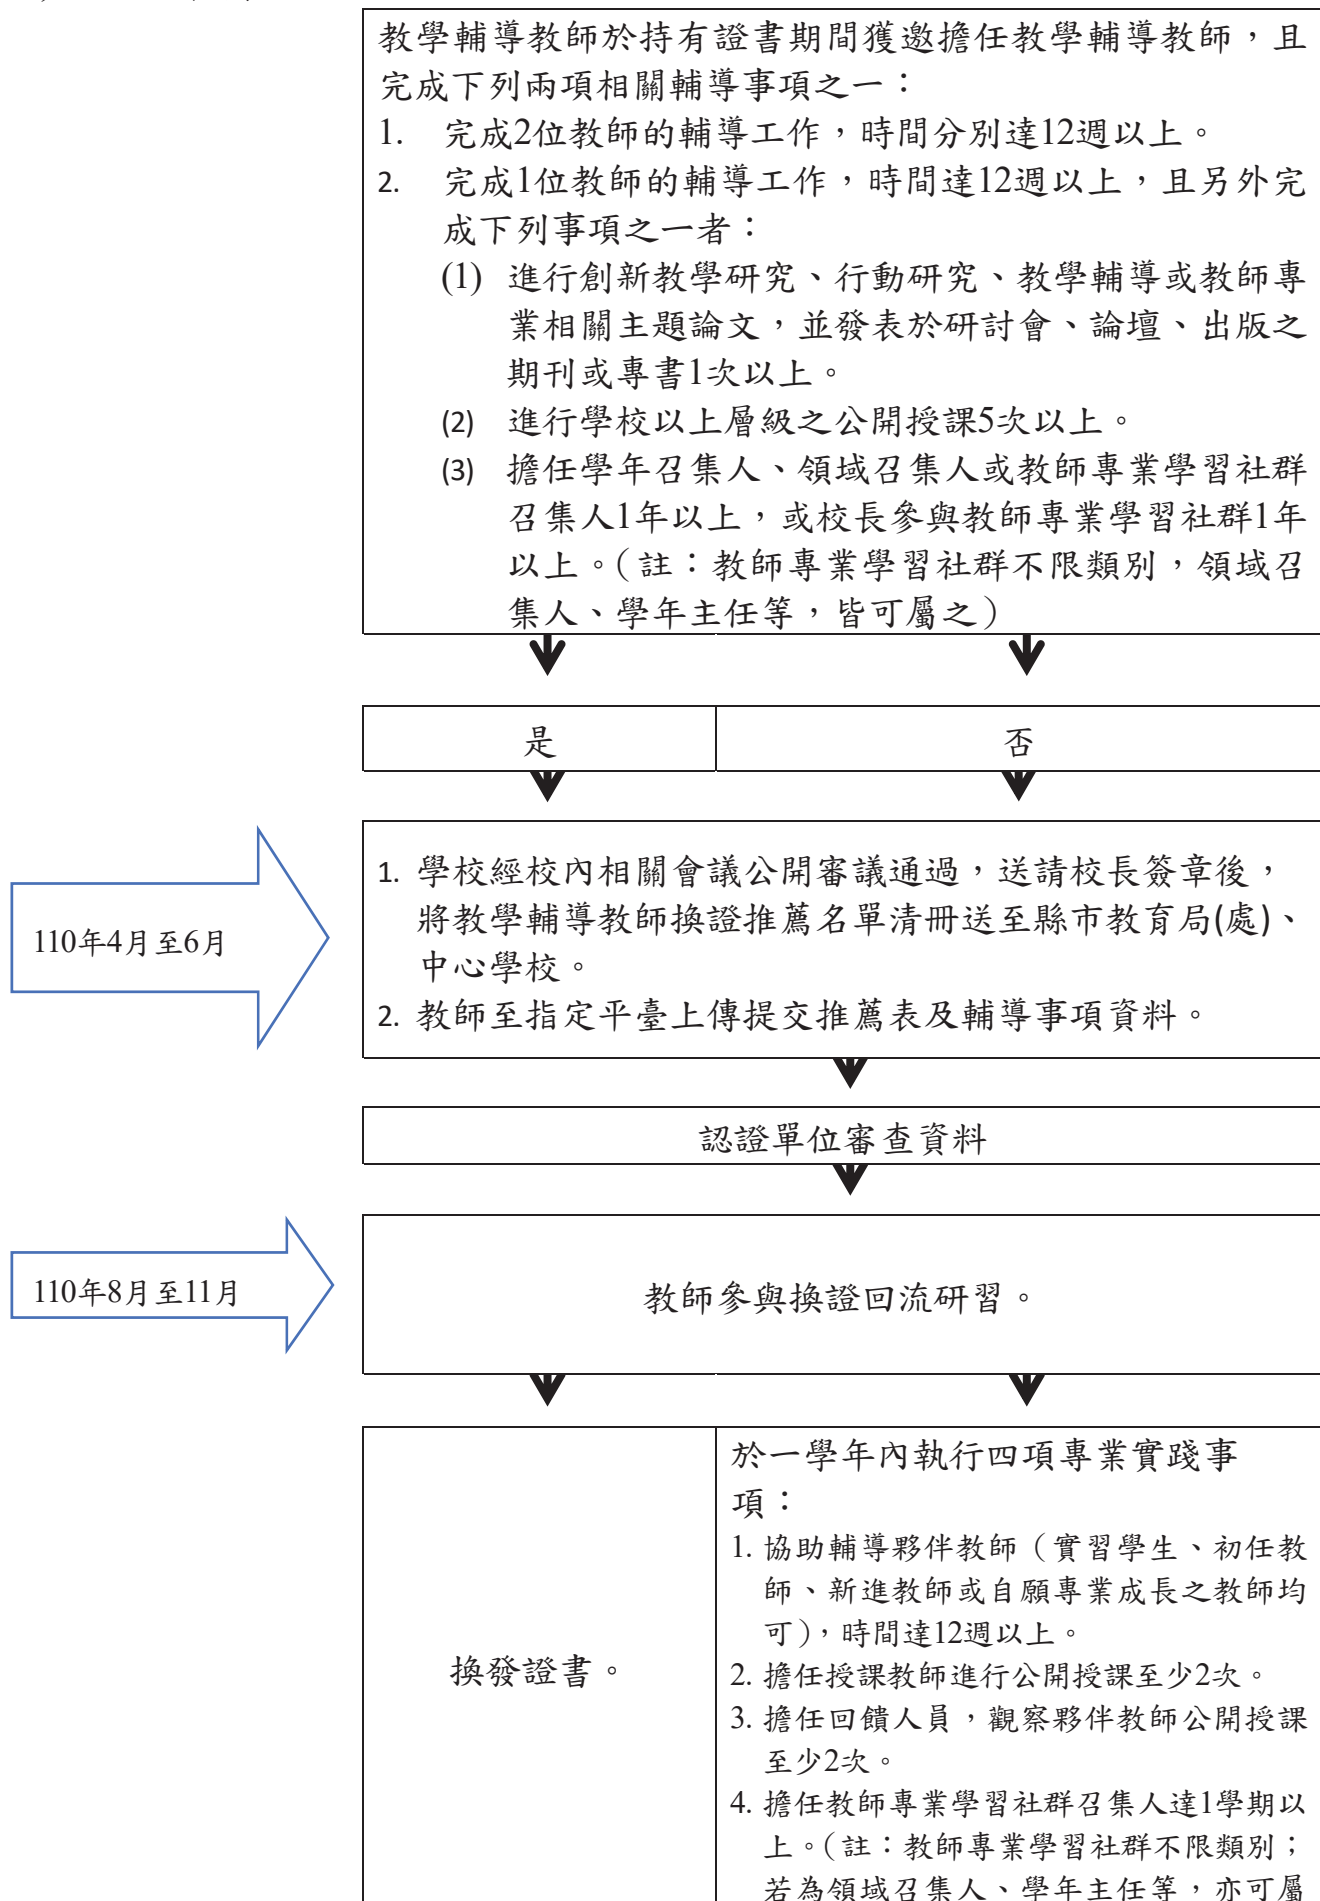 教學輔導教師於持有證書期間獲邀擔任教學輔導教師，且
完成下列兩項相關輔導事項之一：
1. 完成2位教師的輔導工作，時間分別達12週以上。
2. 完成1位教師的輔導工作，時間達12週以上，且另外完
成下列事項之一者：
(1) 進行創新教學研究、行動研究、教學輔導或教師專
業相關主題論文，並發表於研討會、論壇、出版之
期刊或專書1次以上。
(2) 進行學校以上層級之公開授課5次以上。
(3) 擔任學年召集人、領域召集人或教師專業學習社群
召集人1年以上，或校長參與教師專業學習社群1年
以上。（註：教師專業學習社群不限類別，領域召
集人、學年主任等，皆可屬之）
是
否
110年4月至6月
1. 學校經校內相關會議公開審議通過，送請校長簽章後，
將教學輔導教師換證推薦名單清冊送至縣市教育局(處)、
中心學校。
2. 教師至指定平臺上傳提交推薦表及輔導事項資料。
認證單位審查資料
110年8月至11月
教師參與換證回流研習。
換發證書。
於一學年內執行四項專業實踐事
項：
1. 協助輔導夥伴教師（實習學生、初任教
師、新進教師或自願專業成長之教師均
可），時間達12週以上。
2. 擔任授課教師進行公開授課至少2次。
3. 擔任回饋人員，觀察夥伴教師公開授課
至少2次。
4. 擔任教師專業學習社群召集人達1學期以
上。（註：教師專業學習社群不限類別；
若為領域召集人、學年主任等，亦可屬